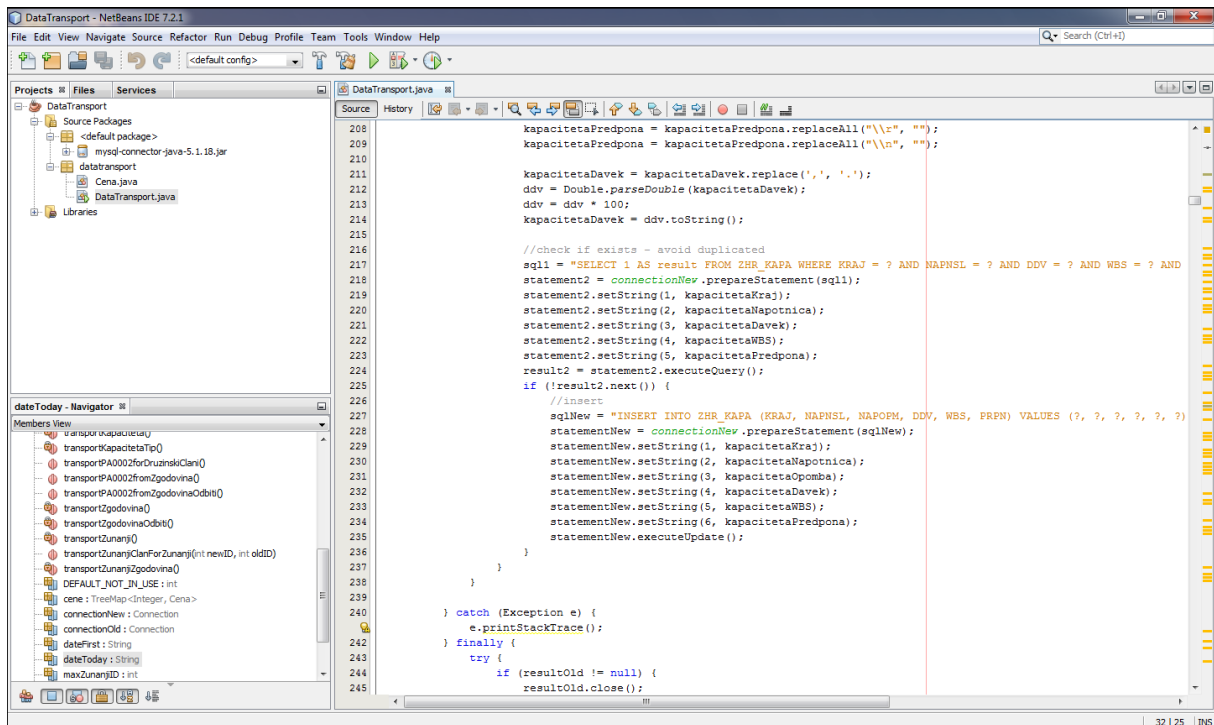 DataTransport - NetBeans IDE 7.2.1
File Edit View Navigate Source Refactor Run Debug Profile Team Tools Window Help
Search (Ctrl+I)
<default config>
Projects Files Services
DataTransport
Source Packages
<default package>
mysql-connector-java-5.1.18.jar
datatransport
Cena.java
DataTransport.java
Libraries
dateToday - Navigator
Members View
transportKapaciteta()
transportKapacitetaTip()
transportPA0002forDruzinskiClani()
transportPA0002fromZgodovina()
transportPA0002fromZgodovinaOdbiti()
transportZgodovina()
transportZgodovinaOdbiti()
transportZunanji()
transportZunanjiClanForZunanji(int newID, int oldID)
transportZunanjiZgodovina()
DEFAULT_NOT_IN_USE : int
cene : TreeMap<Integer, Cena>
connectionNew : Connection
connectionOld : Connection
dateFirst : String
dateToday : String
maxZunanjiID : int
DataTransport.java
Source History
208 kapacitetaPredpona = kapacitetaPredpona.replaceAll("\\r", "");
209 kapacitetaPredpona = kapacitetaPredpona.replaceAll("\\n", "");
210
211 kapacitetaDavek = kapacitetaDavek.replace(',', '.');
212 ddv = Double.parseDouble(kapacitetaDavek);
213 ddv = ddv * 100;
214 kapacitetaDavek = ddv.toString();
215
216 //check if exists - avoid duplicated
217 sql1 = "SELECT 1 AS result FROM ZHR_KAPA WHERE KRAJ = ? AND NAPNSL = ? AND DDV = ? AND WBS = ? AND
218 statement2 = connectionNew.prepareStatement(sql1);
219 statement2.setString(1, kapacitetaKraj);
220 statement2.setString(2, kapacitetaNapotnica);
221 statement2.setString(3, kapacitetaDavek);
222 statement2.setString(4, kapacitetaWBS);
223 statement2.setString(5, kapacitetaPredpona);
224 result2 = statement2.executeQuery();
225 if (!result2.next()) {
226 //insert
227 sqlNew = "INSERT INTO ZHR_KAPA (KRAJ, NAPNSL, NAPOPM, DDV, WBS, PRPN) VALUES (?, ?, ?, ?, ?, ?)
228 statementNew = connectionNew.prepareStatement(sqlNew);
229 statementNew.setString(1, kapacitetaKraj);
230 statementNew.setString(2, kapacitetaNapotnica);
231 statementNew.setString(3, kapacitetaOpomba);
232 statementNew.setString(4, kapacitetaDavek);
233 statementNew.setString(5, kapacitetaWBS);
234 statementNew.setString(6, kapacitetaPredpona);
235 statementNew.executeUpdate();
236 }
237 }
238 }
239
240 } catch (Exception e) {
e.printStackTrace();
242 } finally {
243 try {
244 if (resultOld != null) {
245 resultOld.close();
32 | 25 INS